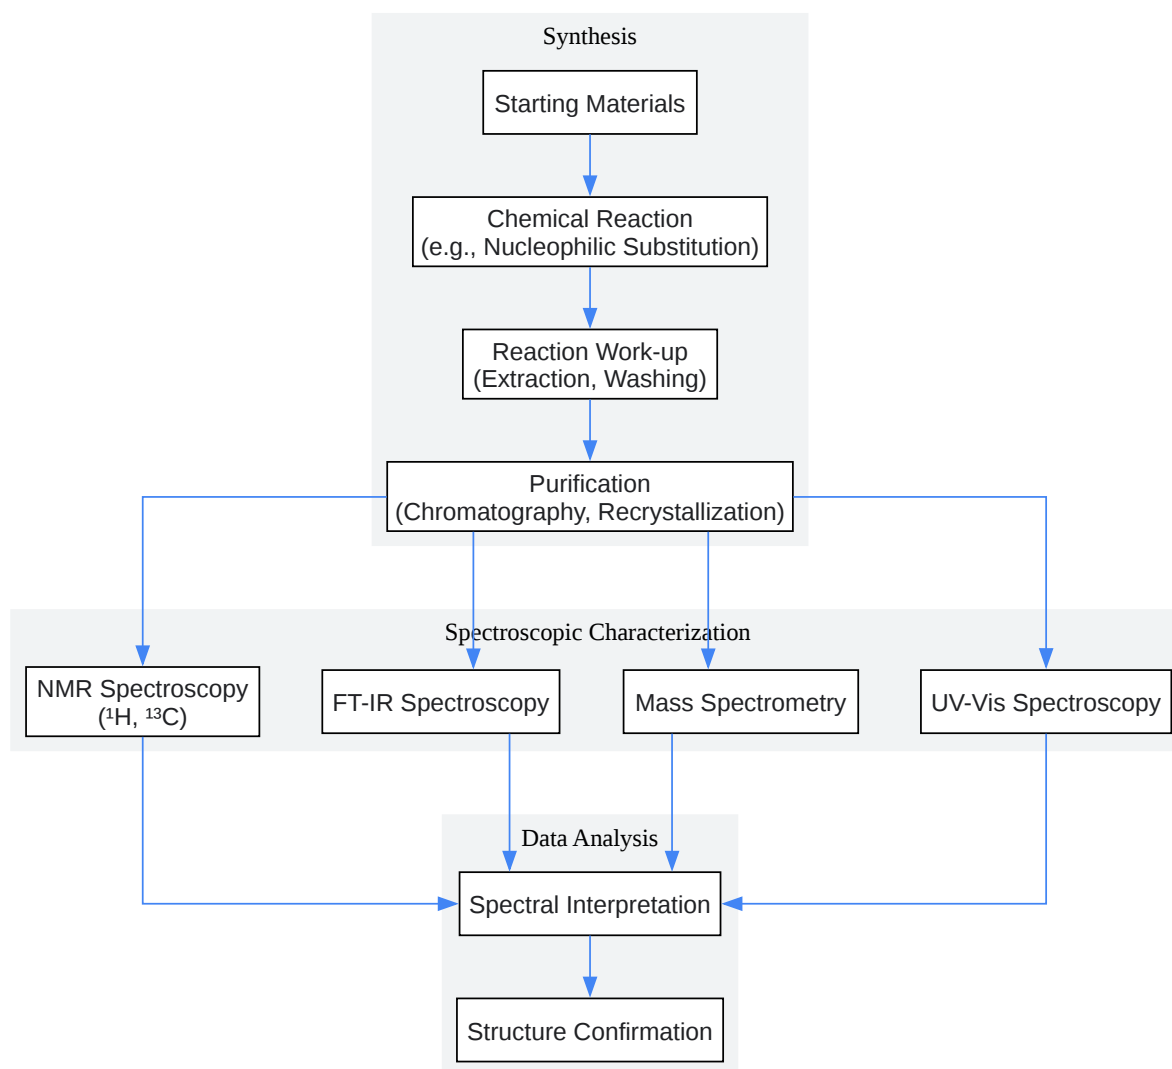 Synthesis
Starting Materials
Chemical Reaction
(e.g., Nucleophilic Substitution)
Reaction Work-up
(Extraction, Washing)
Purification
(Chromatography, Recrystallization)
Spectroscopic Characterization
NMR Spectroscopy
(¹H, ¹³C)
FT-IR Spectroscopy
Mass Spectrometry
UV-Vis Spectroscopy
Data Analysis
Spectral Interpretation
Structure Confirmation